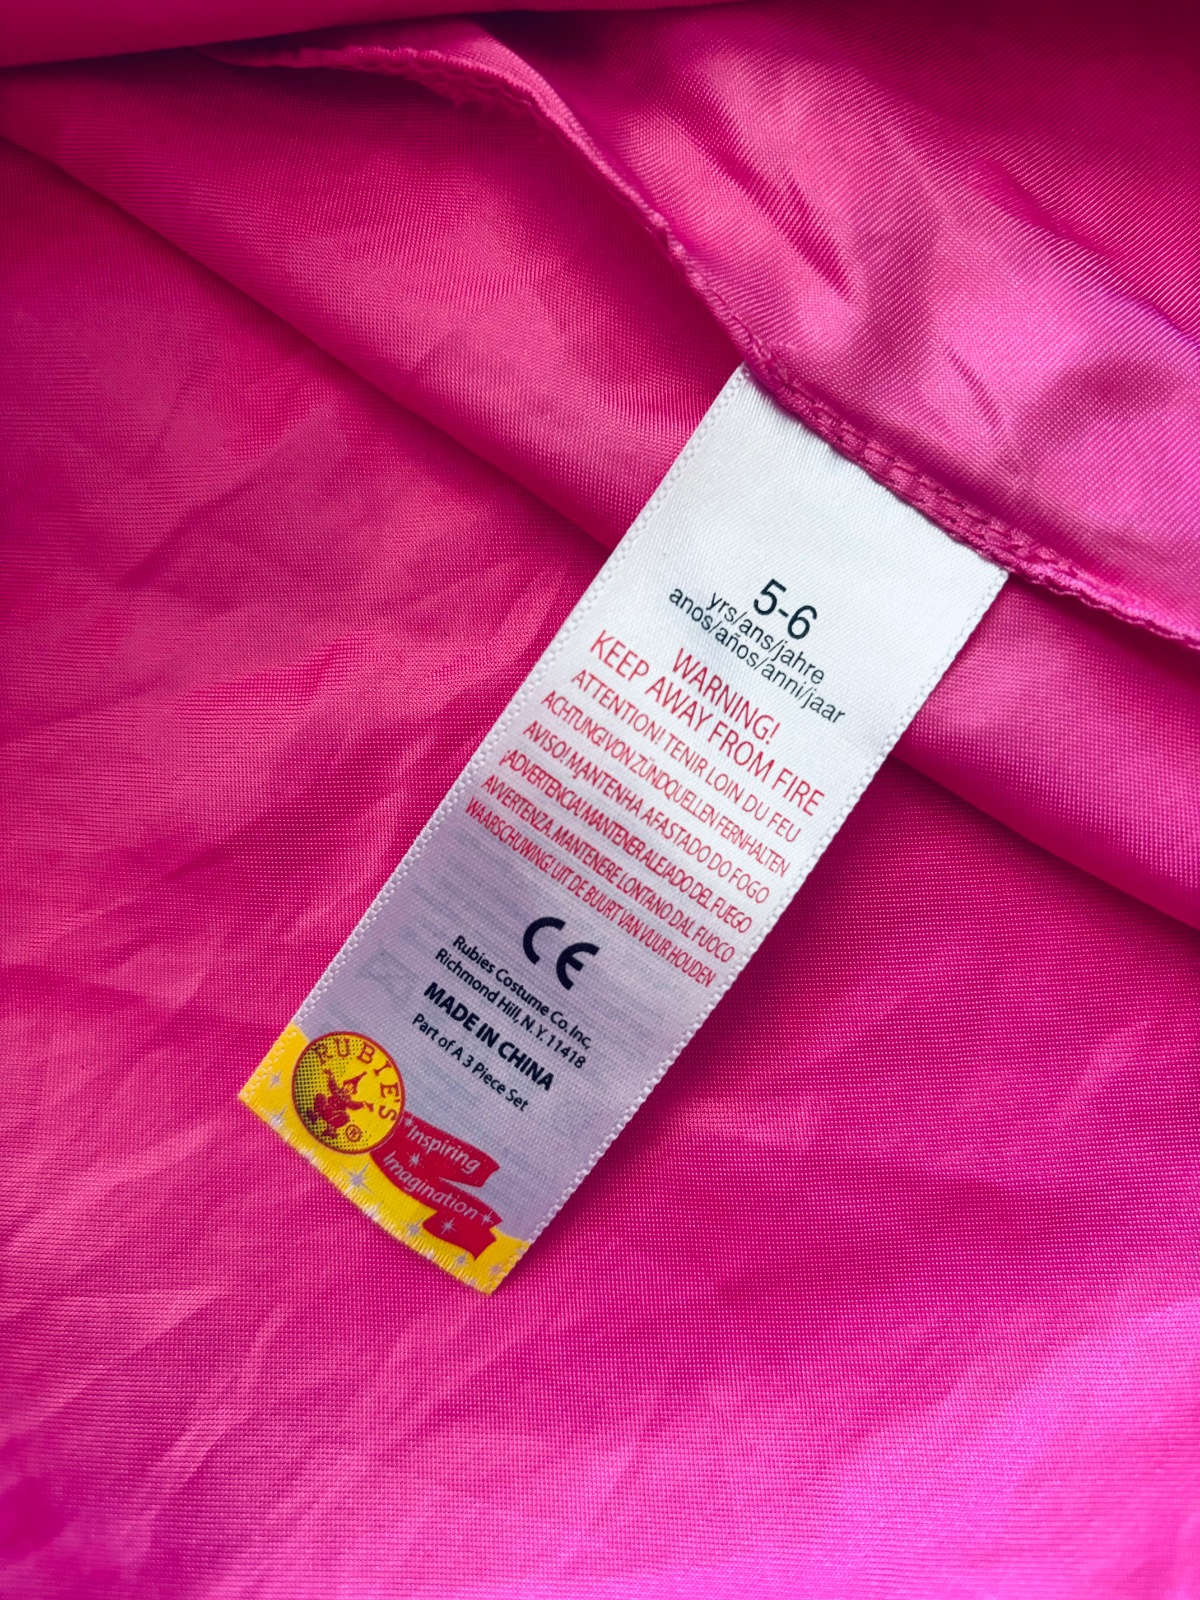 5-6
yrs/ans/jahre
anos/años/anni/jaar
WARNING!
KEEP AWAY FROM FIRE
ATTENTION! TENIR LOIN DU FEU
ACHTUNG!VON ZÜNDQUELLEN FERNHALTEN
AVISO! MANTENHA AFASTADO DO FOGO
¡ADVERTENCIA! MANTENER ALEJADO DEL FUEGO
AVVERTENZA. MANTENERE LONTANO DAL FUOCO
WAARSCHUWING! UIT DE BUURT VAN VUUR HOUDEN
CE
Rubies Costume Co. Inc,
Richmond Hill, N.Y. 11418
MADE IN CHINA
Part of A 3 Piece Set
RUBIE'S
®
Inspiring
Imagination